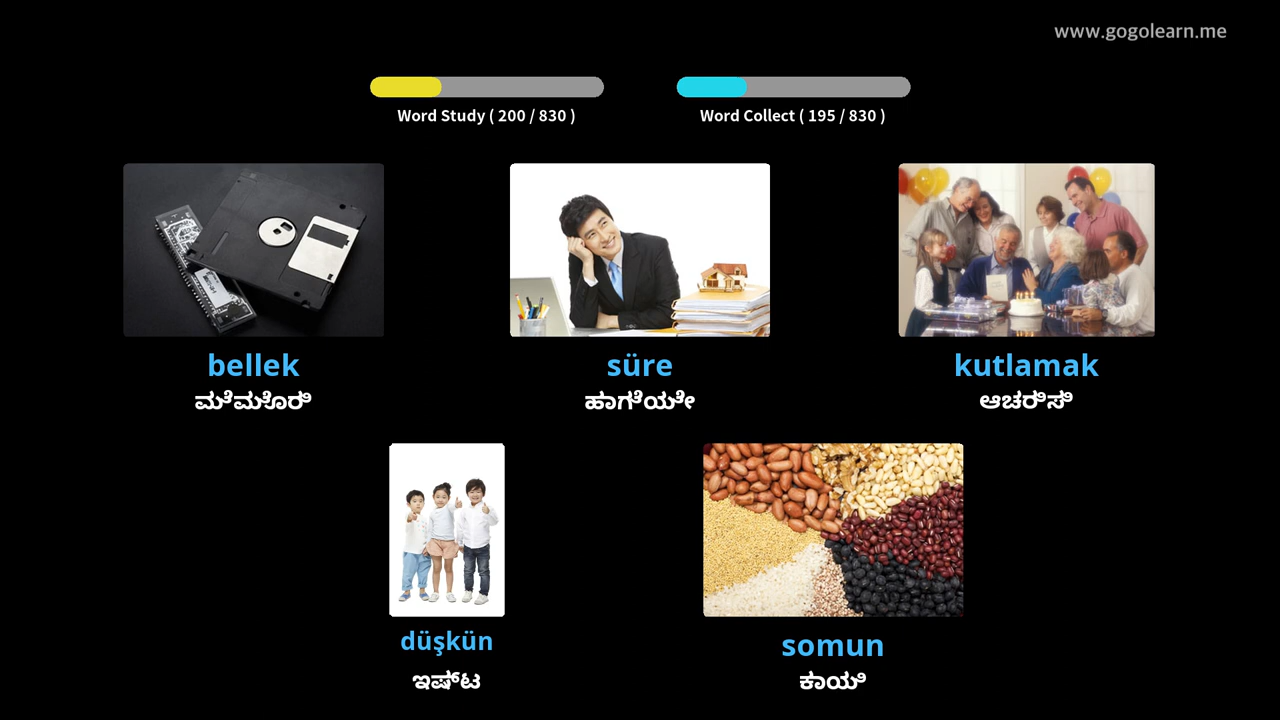 www.gogolearn.me
Word Study ( 200 / 830 )
Word Collect ( 195 / 830 )
bellek
ಮೆಮೊರಿ
süre
ಹಾಗೆಯೇ
kutlamak
ಆಚರಿಸಿ
düşkün
ಇಷ್ಟ
somun
ಕಾಯಿ